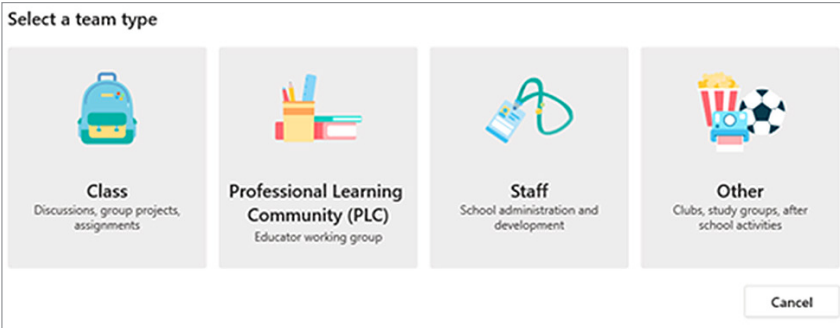 Select a team type
Class
Discussions, group projects,
assignments
Professional Learning
Community (PLC)
Educator working group
Staff
School administration and
development
Other
Clubs, study groups, after
school activities
Cancel